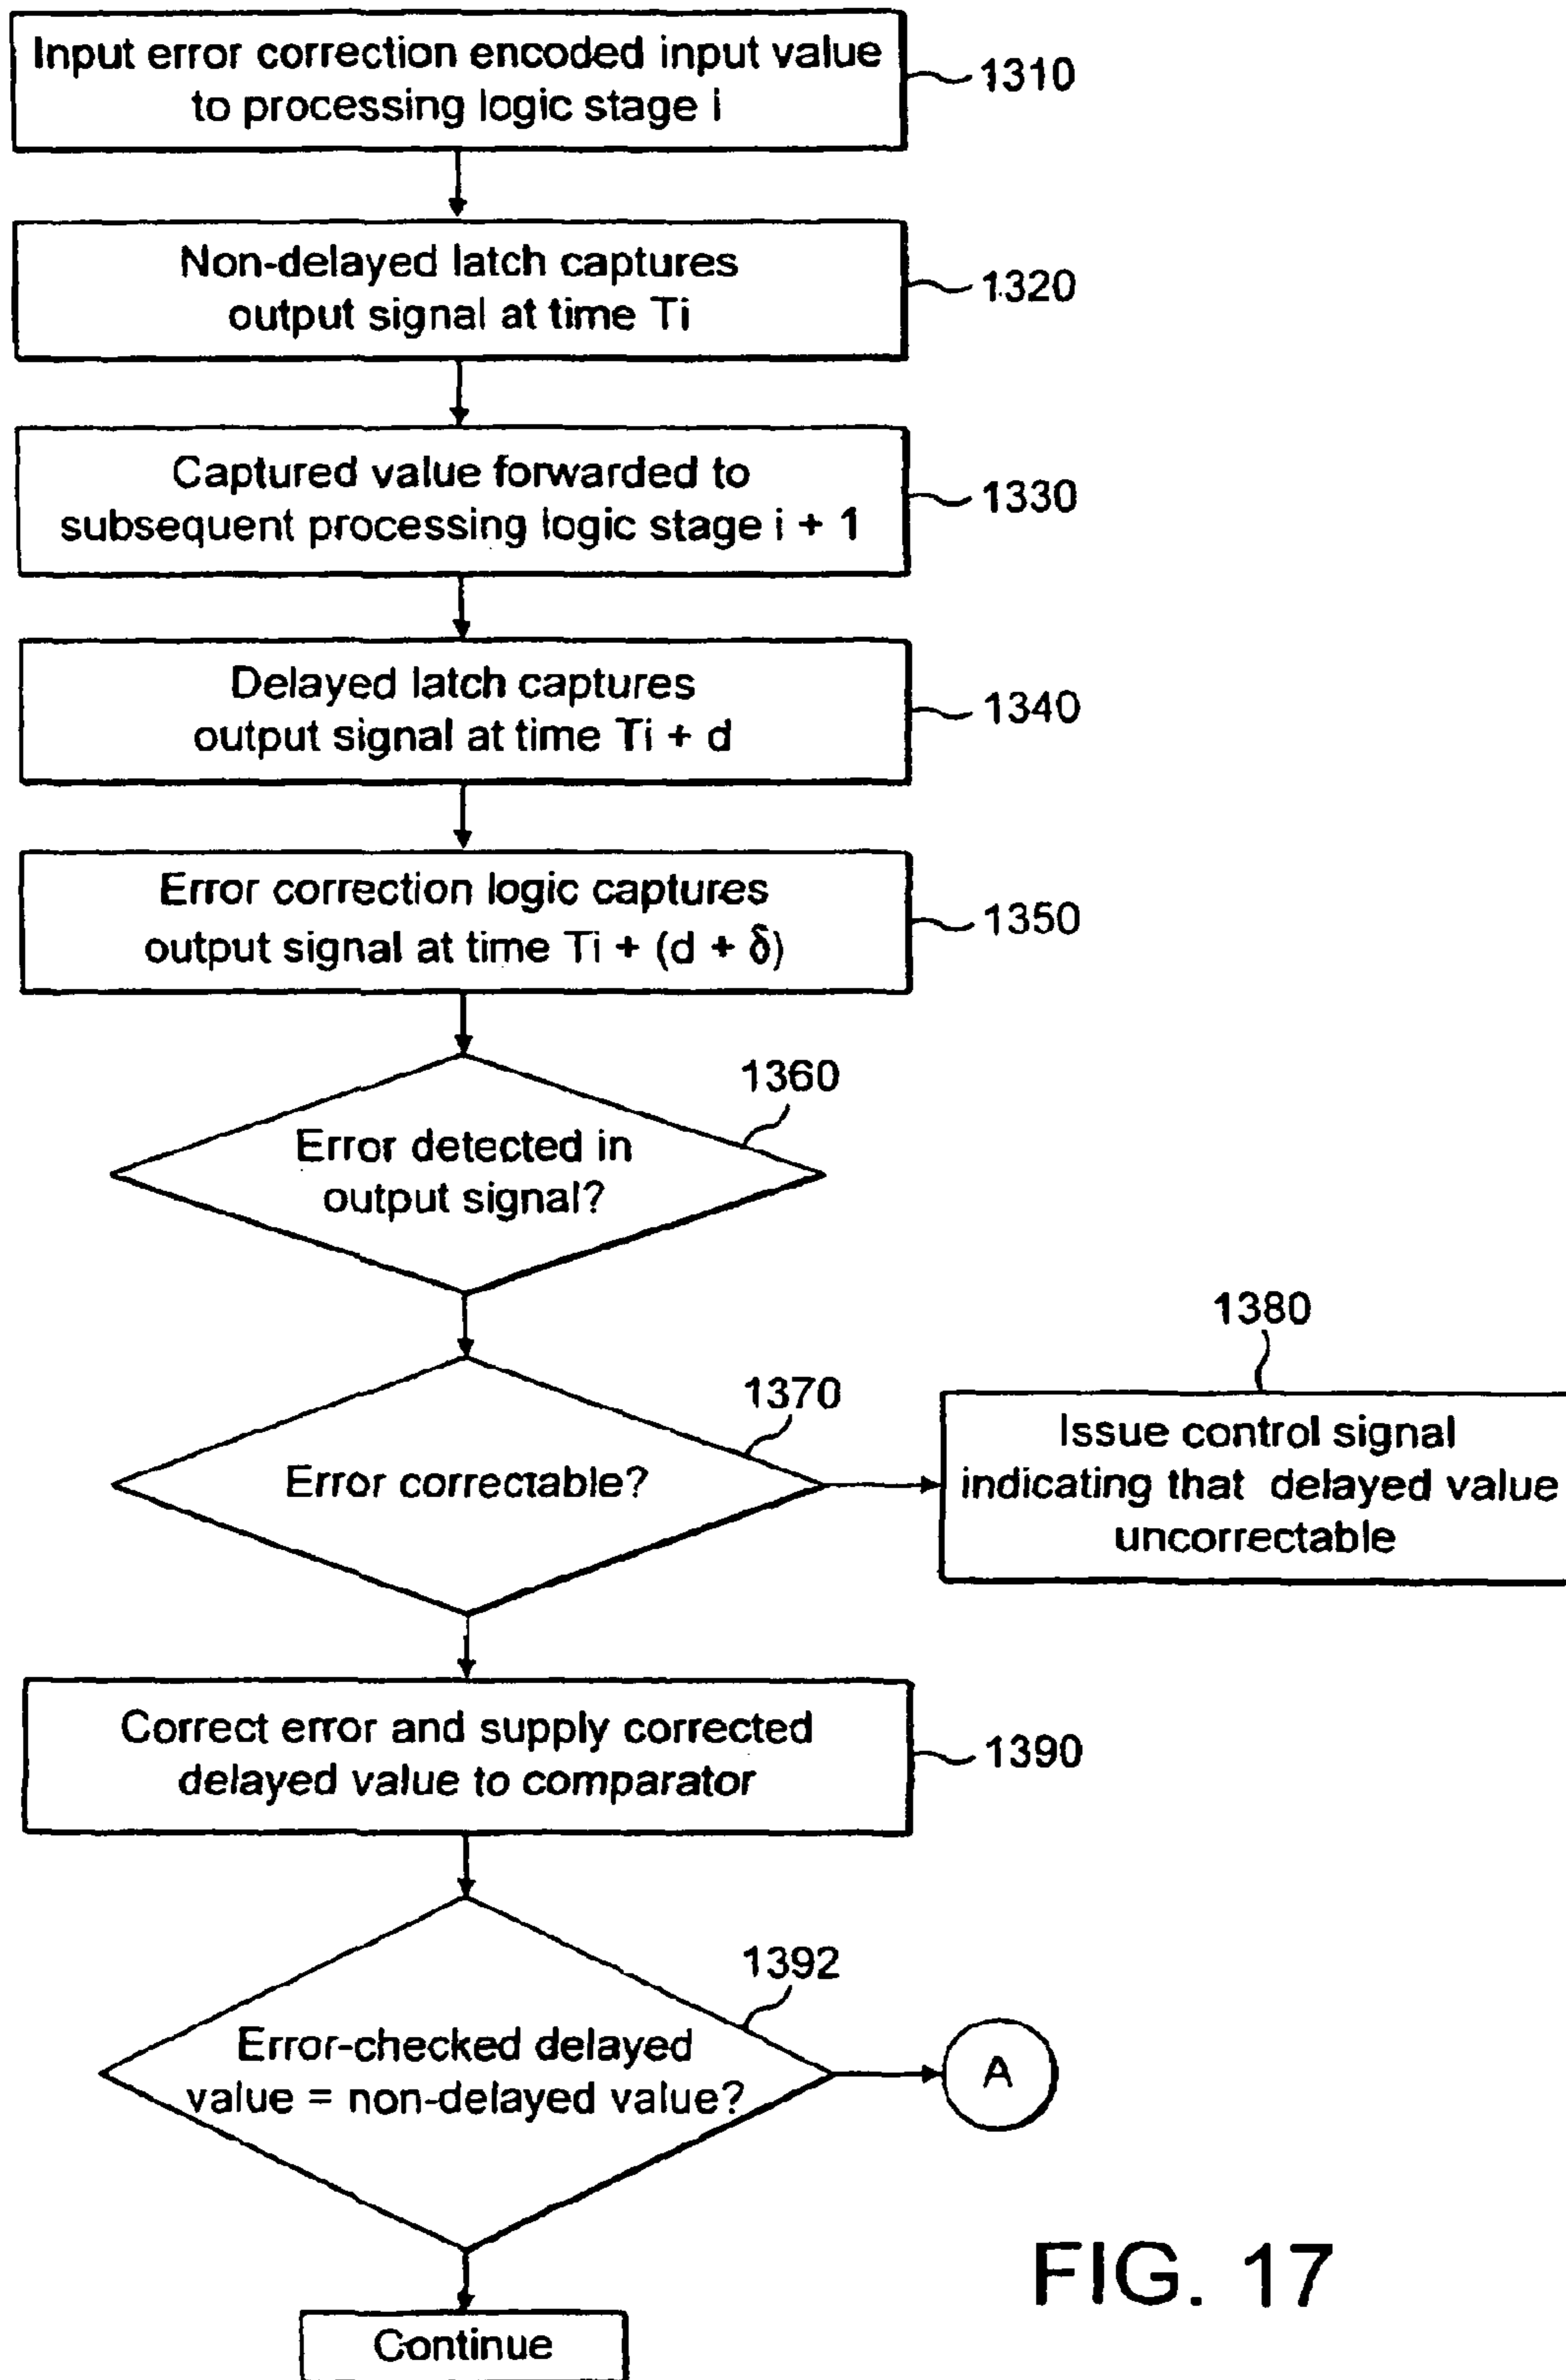 Input error correction encoded input value
to processing logic stage i
1310
Non-delayed latch captures
output signal at time Ti
1320
Captured value forwarded to
subsequent processing logic stage i + 1
1330
Delayed latch captures
output signal at time Ti + d
1340
Error correction logic captures
output signal at time Ti + (d + δ)
1350
1360
Error detected in
output signal?
1370
Error correctable?
1380
Issue control signal
indicating that delayed value
uncorrectable
Correct error and supply corrected
delayed value to comparator
1390
1392
Error-checked delayed
value = non-delayed value?
A
Continue
FIG. 17